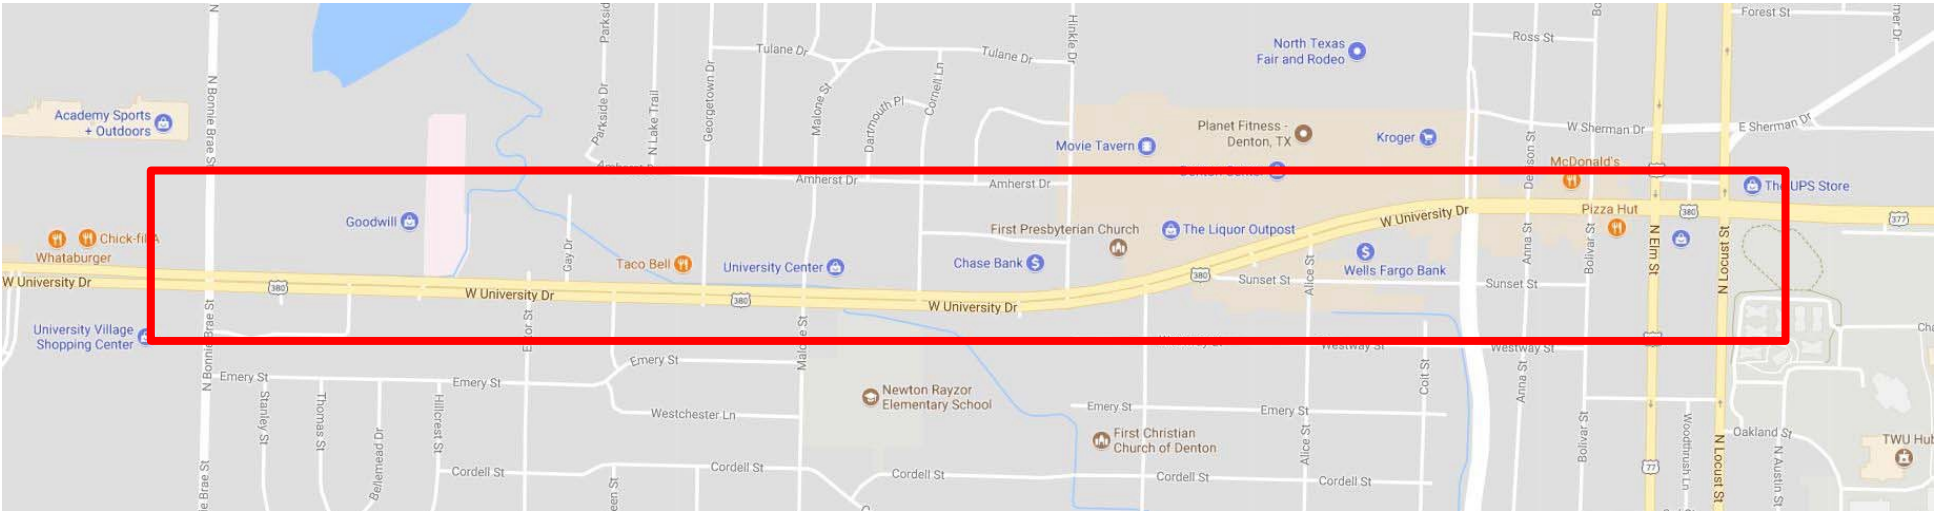 N
Parkside
Hinkle Dr
Forest St
Tulane Dr
Tulane Dr
North Texas
Fair and Rodeo
Ross St
N Bonnie Brae St
Parkside Dr
N Lake Trail
Georgetown Dr
Malone St
Dartmouth Pl
Cornell Ln
Academy Sports
+ Outdoors
Planet Fitness -
Denton, TX
Kroger
Movie Tavern
W Sherman Dr
E Sherman Dr
McDonald's
Amherst Dr
Amherst Dr
The UPS Store
Goodwill
First Presbyterian Church
The Liquor Outpost
W University Dr
Pizza Hut
380
377
Chick-fil-A
Whataburger
Gay Dr
Taco Bell
University Center
Chase Bank
Wells Fargo Bank
Alice St
Anna St
Bolivar St
N Elm St
N Locust St
W University Dr
380
W University Dr
380
W University Dr
380
Sunset St
Sunset St
University Village
Shopping Center
Malone St
Westway St
Westway St
Emery St
Emery St
Emery St
N Bonnie Brae St
Stanley St
Thomas St
Bellemead Dr
Hillcrest St
Westchester Ln
Newton Rayzor
Elementary School
Emery St
Emery St
Colt St
Anna St
Bolivar St
Alice St
First Christian
Church of Denton
Cordell St
Cordell St
Cordell St
Cordell St
Cordell St
Woodthrush Ln
N Locust St
Oakland St
N Austin St
TWU Hub
77
ie Brae St
een St